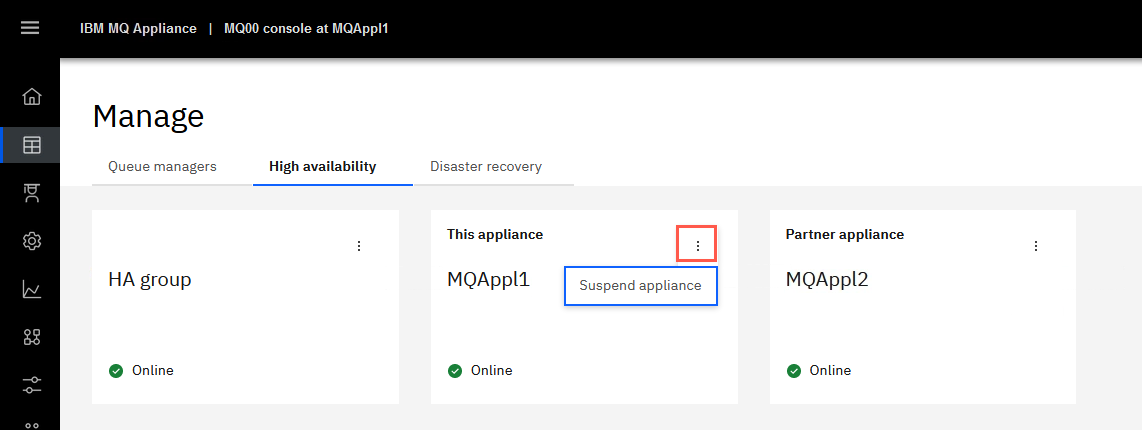 IBM MQ Appliance | MQ00 console at MQAppl1
Manage
Queue managers High availability Disaster recovery
This appliance Partner appliance
HA group MQAppl1 Suspend appliance MQAppl2
Online Online Online